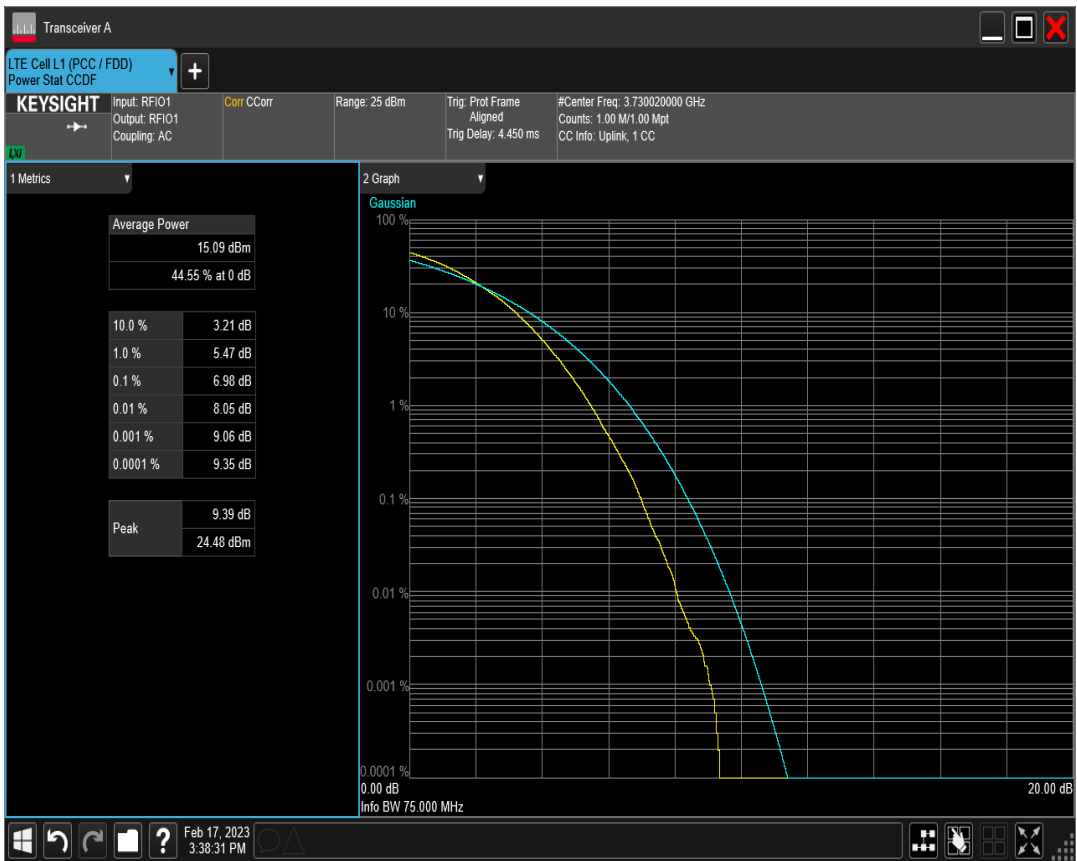 Transceiver A
LTE Cell L1 (PCC / FDD)
Power Stat CCDF
+
KEYSIGHT
LXI
Input: RFIO1
Output: RFIO1
Coupling: AC
Corr CCorr
Range: 25 dBm
Trig: Prot Frame
Aligned
Trig Delay: 4.450 ms
#Center Freq: 3.730020000 GHz
Counts: 1.00 M/1.00 Mpt
CC Info: Uplink, 1 CC
1 Metrics
Average Power
15.09 dBm
44.55 % at 0 dB
10.0 % 3.21 dB
1.0 % 5.47 dB
0.1 % 6.98 dB
0.01 % 8.05 dB
0.001 % 9.06 dB
0.0001 % 9.35 dB
Peak
9.39 dB
24.48 dBm
2 Graph
Gaussian
100 %
10 %
1 %
0.1 %
0.01 %
0.001 %
0.0001 %
0.00 dB 20.00 dB
Info BW 75.000 MHz
?
Feb 17, 2023
3:38:31 PM